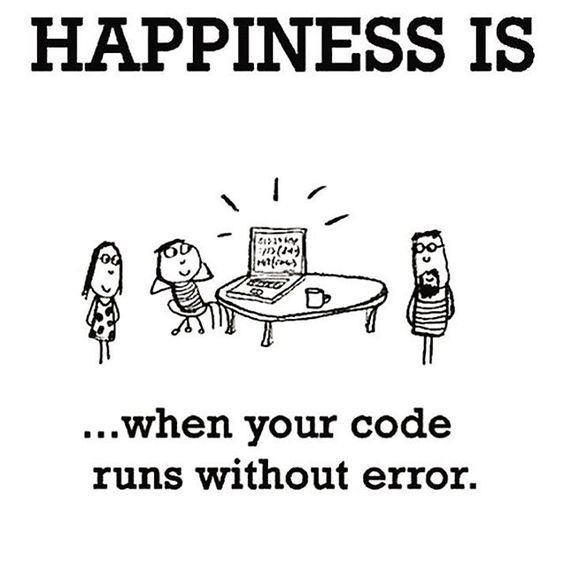 HAPPINESS IS
...when your code
runs without error.